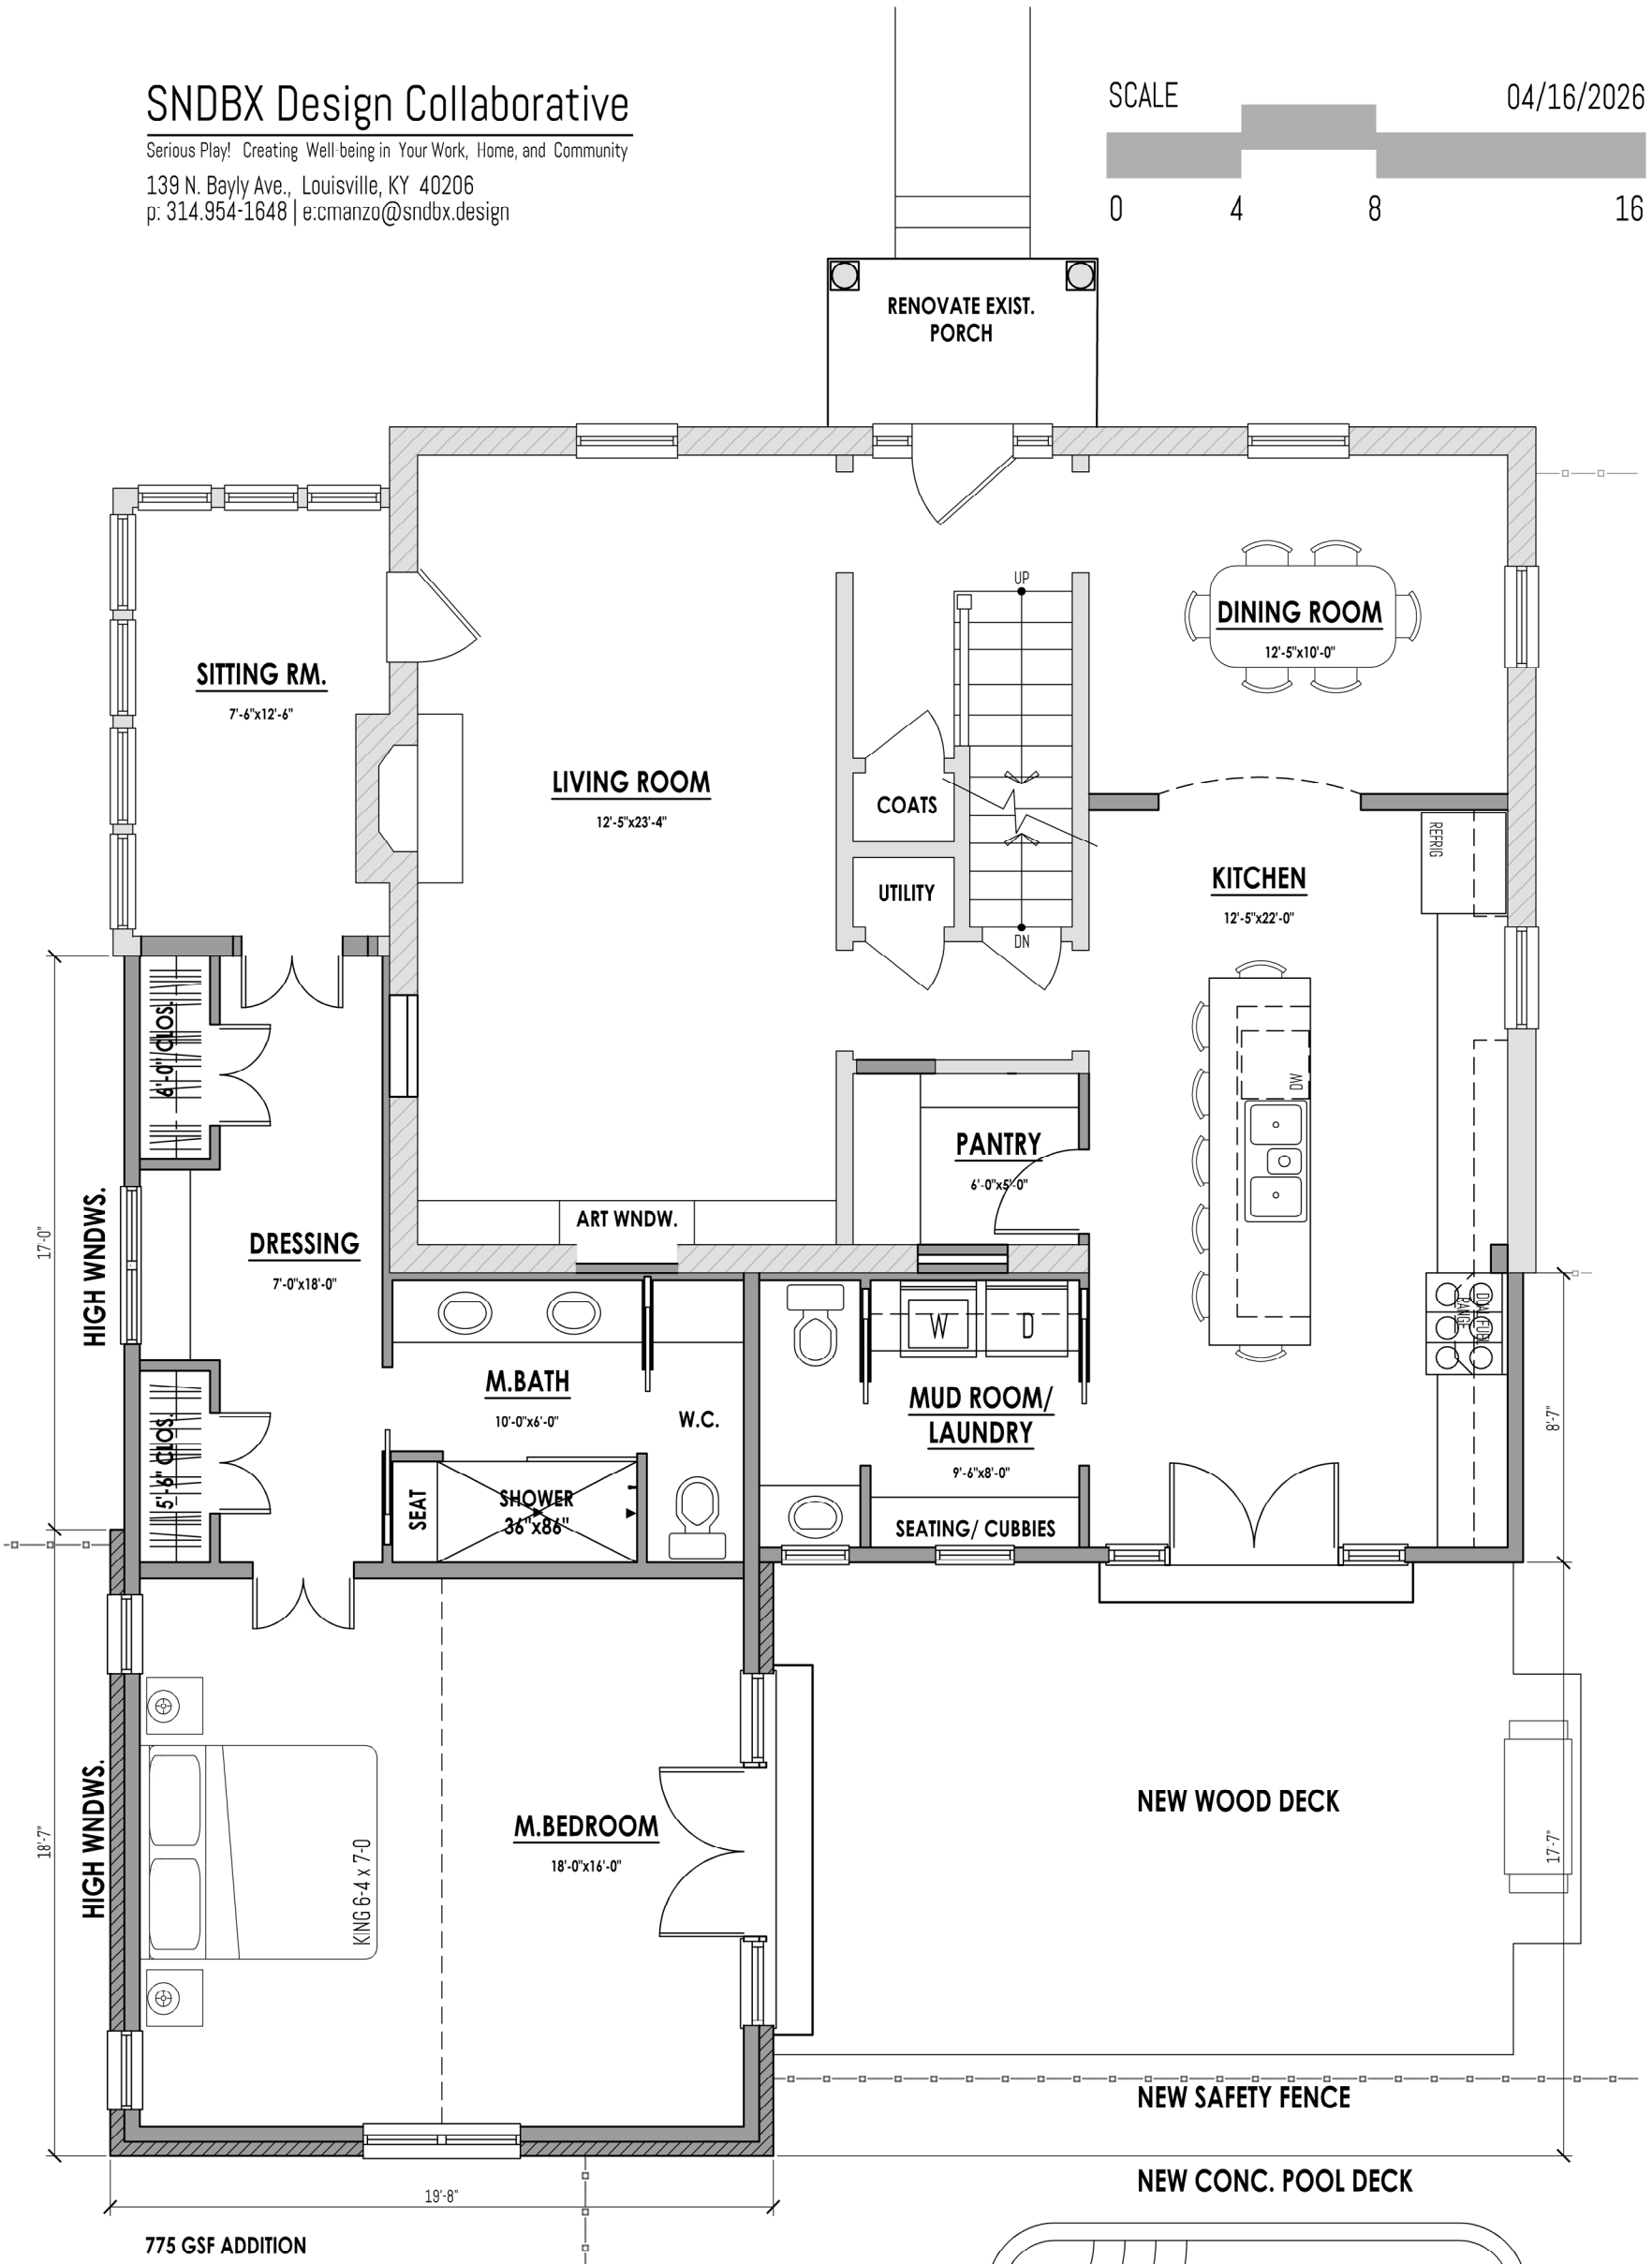 SNDBX Design Collaborative
Serious Play! Creating Well-being in Your Work, Home, and Community
139 N. Bayly Ave., Louisville, KY 40206
p: 314.954-1648 | e:cmanzo@sndbx.design
SCALE
04/16/2026
0
4
8
16
RENOVATE EXIST.
PORCH
UP
DINING ROOM
12'-5"x10'-0"
SITTING RM.
7'-6"x12'-6"
LIVING ROOM
12'-5"x23'-4"
COATS
REFRIG
KITCHEN
12'-5"x22'-0"
UTILITY
DN
6'-0" CLOS.
DW
PANTRY
6'-0"x5'-0"
HIGH WNDWS.
17'-0"
ART WNDW.
DRESSING
7'-0"x18'-0"
W
D
DUAL FUEL
RANGE
M.BATH
10'-0"x6'-0"
W.C.
MUD ROOM/
LAUNDRY
9'-6"x8'-0"
8'-7"
5'-6" CLOS.
SEAT
SHOWER
36"x86"
SEATING/ CUBBIES
HIGH WNDWS.
18'-7"
KING 6-4 x 7-0
M.BEDROOM
18'-0"x16'-0"
NEW WOOD DECK
17'-7"
NEW SAFETY FENCE
NEW CONC. POOL DECK
19'-8"
775 GSF ADDITION